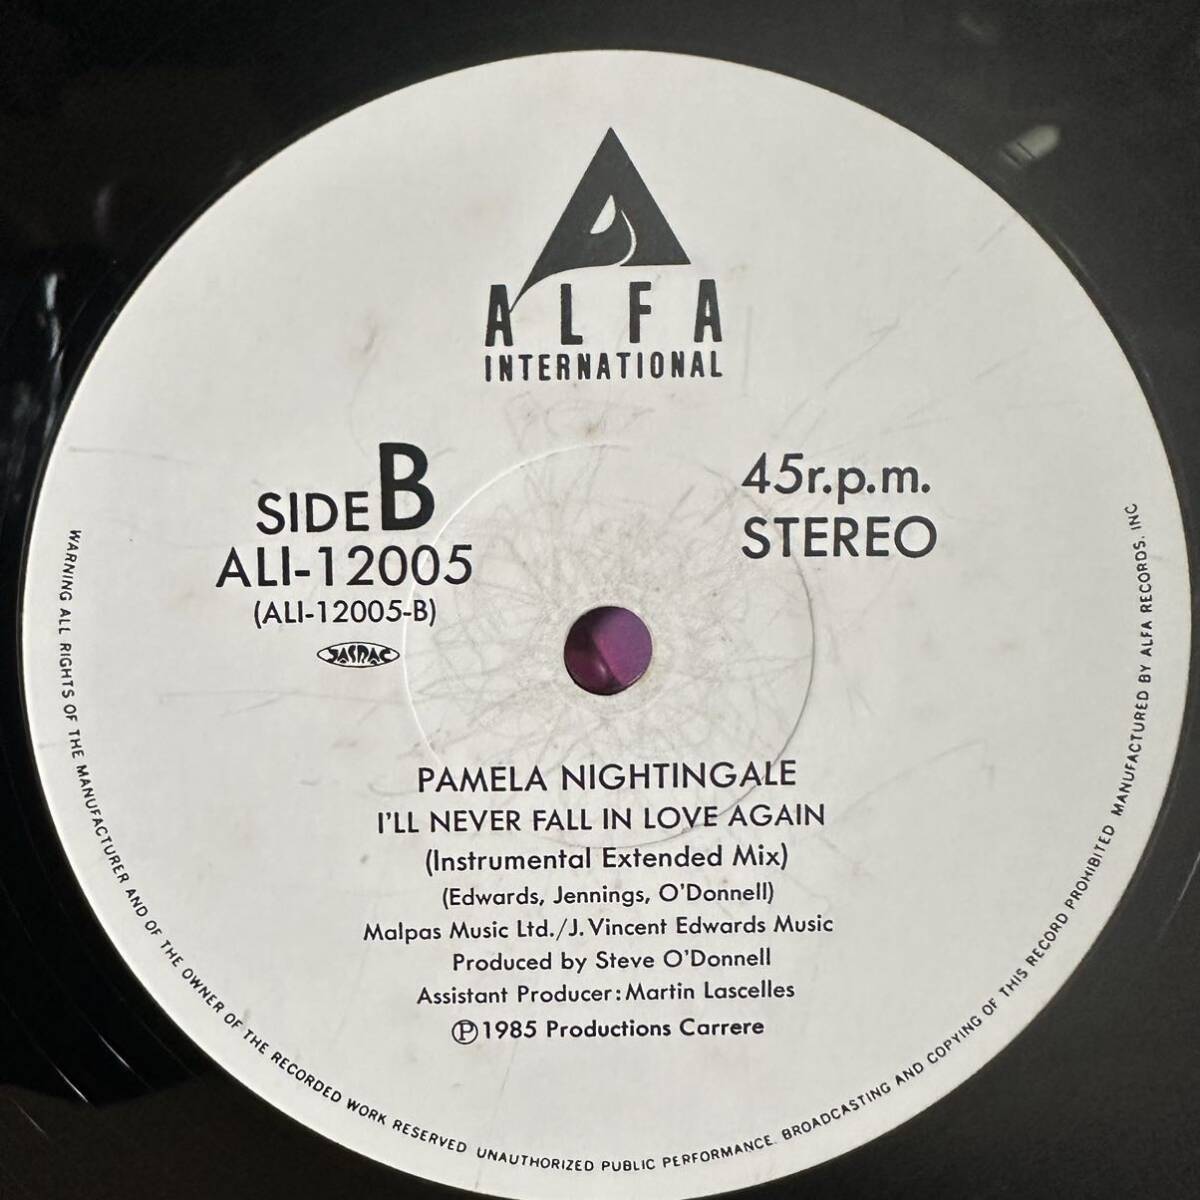 ALFA
INTERNATIONAL
SIDE B
ALI-12005
(ALI-12005-B)
JASRAC
45r.p.m.
STEREO
PAMELA NIGHTINGALE
I'LL NEVER FALL IN LOVE AGAIN
(Instrumental Extended Mix)
(Edwards, Jennings, O'Donnell)
Malpas Music Ltd./J. Vincent Edwards Music
Produced by Steve O'Donnell
Assistant Producer: Martin Lascelles
Ⓟ 1985 Productions Carrere
WARNING ALL RIGHTS OF THE MANUFACTURER AND OF THE OWNER OF THE RECORDED WORK RESERVED UNAUTHORIZED PUBLIC PERFORMANCE. BROADCASTING AND COPYING OF THIS RECORD PROHIBITED MANUFACTURED BY ALFA RECORDS. INC